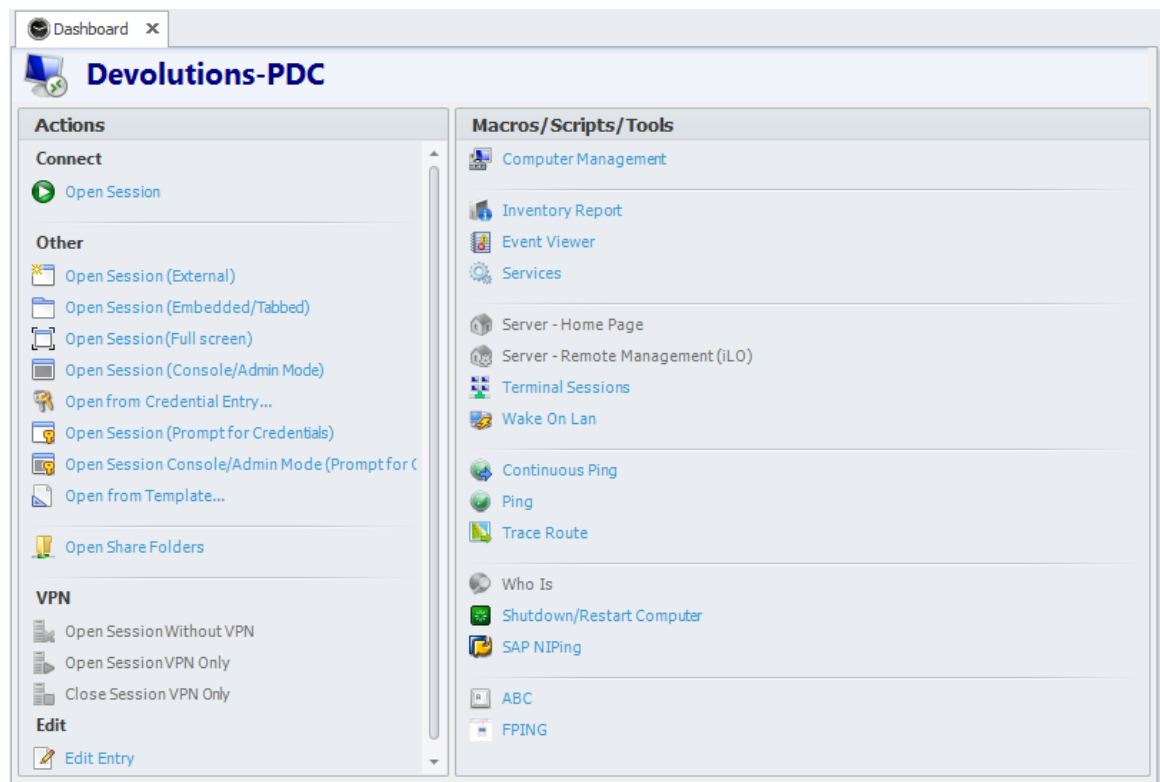 Dashboard
Devolutions-PDC
Actions
Connect
Open Session
Other
Open Session (External)
Open Session (Embedded/Tabbed)
Open Session (Full screen)
Open Session (Console/Admin Mode)
Open from Credential Entry...
Open Session (Prompt for Credentials)
Open Session Console/Admin Mode (Prompt for C
Open from Template...
Open Share Folders
VPN
Open Session Without VPN
Open Session VPN Only
Close Session VPN Only
Edit
Edit Entry
Macros/Scripts/Tools
Computer Management
Inventory Report
Event Viewer
Services
Server - Home Page
Server - Remote Management (iLO)
Terminal Sessions
Wake On Lan
Continuous Ping
Ping
Trace Route
Who Is
Shutdown/Restart Computer
SAP NIPing
ABC
FPING